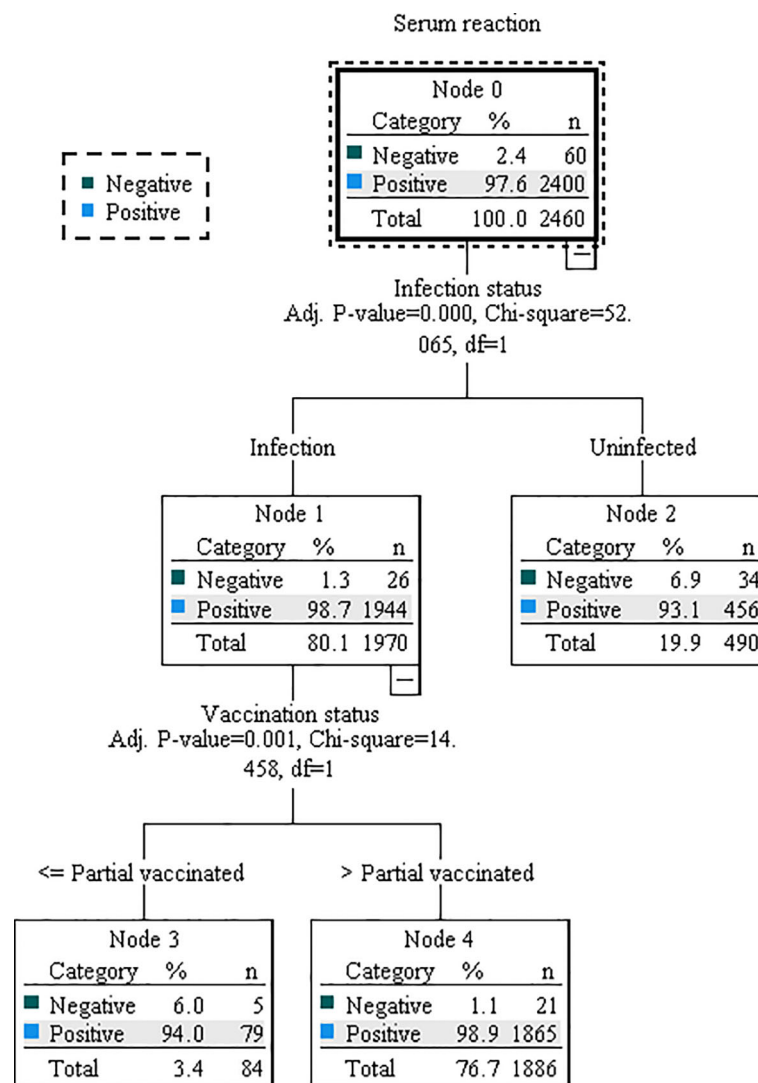 Serum reaction
Node 0
Category % n
Negative 2.4 60
Positive 97.6 2400
Total 100.0 2460
Negative
Positive
Infection status
Adj. P-value=0.000, Chi-square=52.
065, df=1
Infection
Uninfected
Node 1
Category % n
Negative 1.3 26
Positive 98.7 1944
Total 80.1 1970
Node 2
Category % n
Negative 6.9 34
Positive 93.1 456
Total 19.9 490
Vaccination status
Adj. P-value=0.001, Chi-square=14.
458, df=1
<= Partial vaccinated
> Partial vaccinated
Node 3
Category % n
Negative 6.0 5
Positive 94.0 79
Total 3.4 84
Node 4
Category % n
Negative 1.1 21
Positive 98.9 1865
Total 76.7 1886